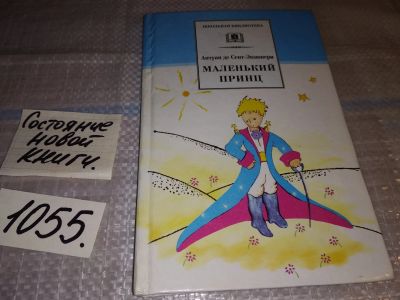 ШКОЛЬНАЯ БИБЛИОТЕКА
Антуан де Сент-Экзюпери
МАЛЕНЬКИЙ
ПРИНЦ
Состояние
новой
книги.
1055.